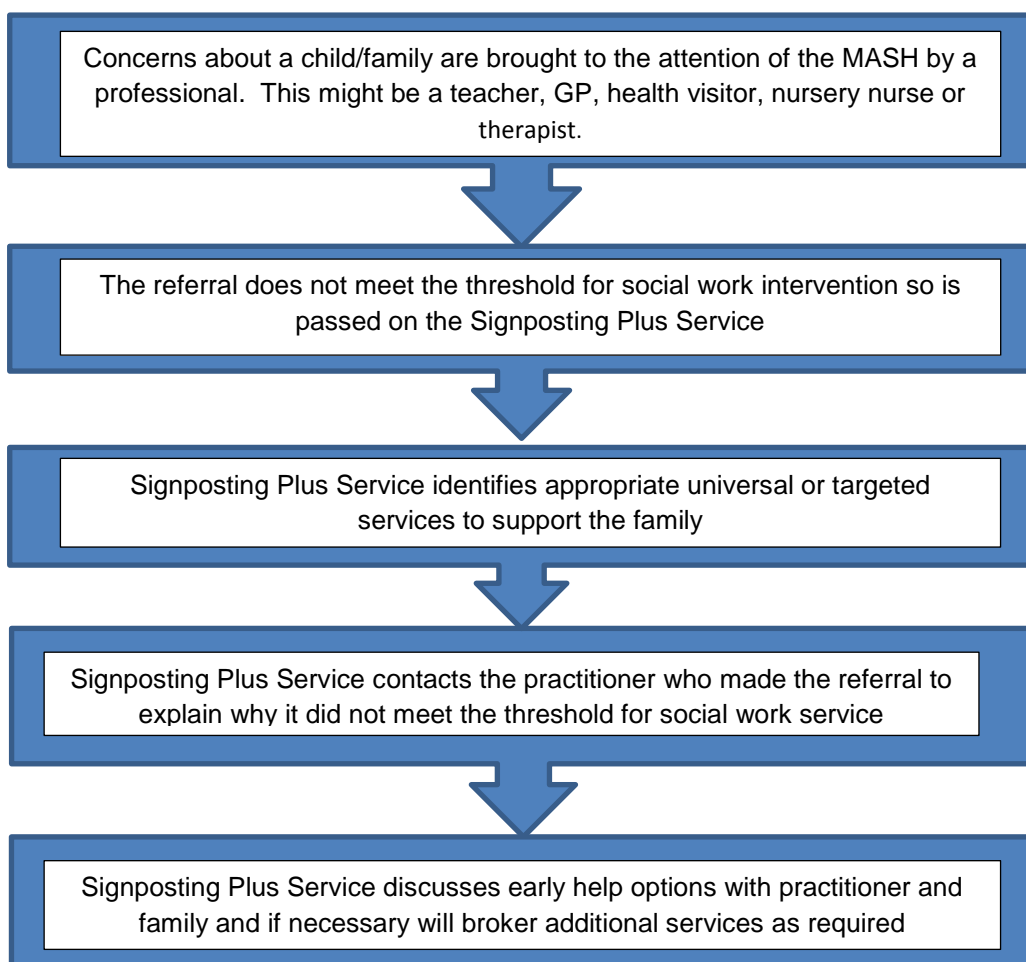 Concerns about a child/family are brought to the attention of the MASH by a
professional.  This might be a teacher, GP, health visitor, nursery nurse or
therapist.
The referral does not meet the threshold for social work intervention so is
passed on the Signposting Plus Service
Signposting Plus Service identifies appropriate universal or targeted
services to support the family
Signposting Plus Service contacts the practitioner who made the referral to
explain why it did not meet the threshold for social work service
Signposting Plus Service discusses early help options with practitioner and
family and if necessary will broker additional services as required